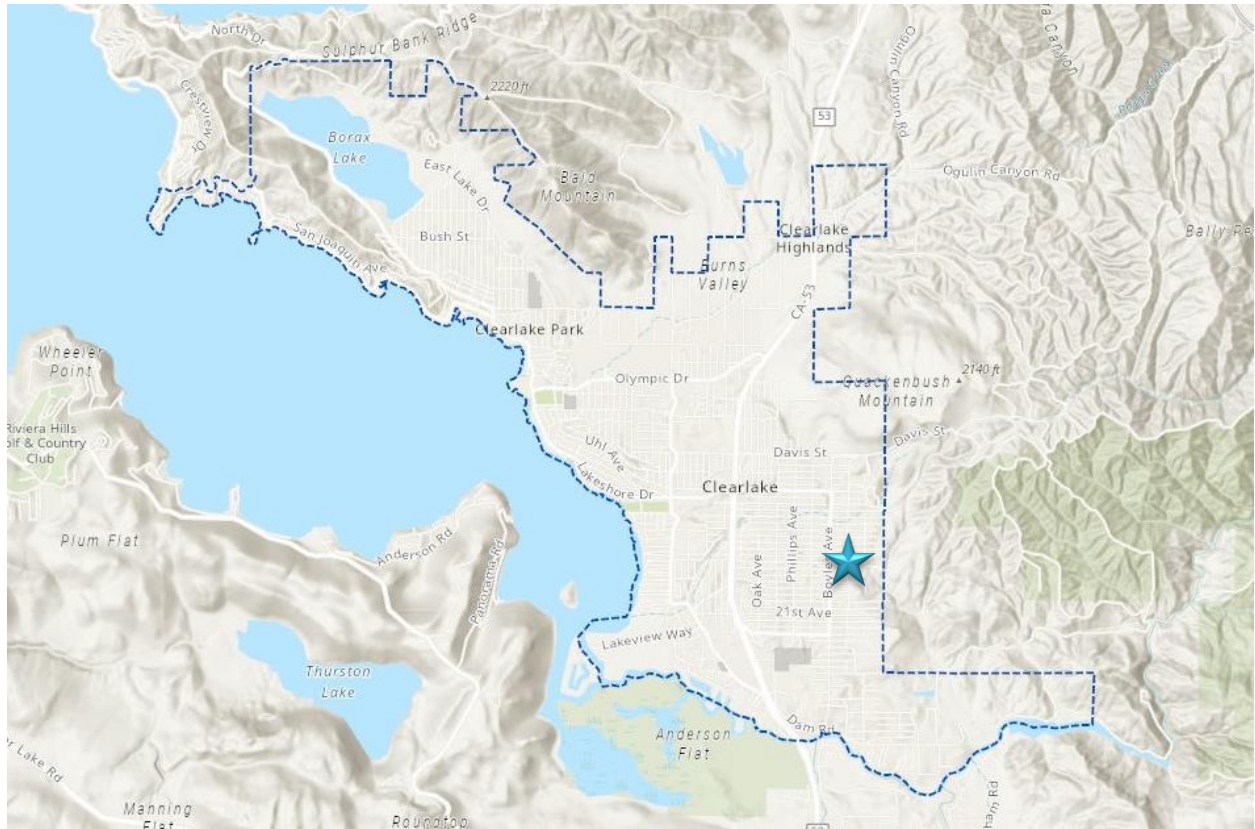 North Dr
Sulphur Bank Ridge
Ogulin Canyon Rd
2220 ft
Crestview Dr
53
Borax
Lake
East Lake Dr
Bald
Mountain
Ogulin Canyon Rd
Bush St
San Joaquin Ave
Clearlake
Highlands
Burns
Valley
CA-53
Clearlake Park
Wheeler
Point
Olympic Dr
2140 ft
Quackenbush
Mountain
Riviera Hills
Club
Davis St
Uhl Ave
Davis St
Lakeshore Dr
Clearlake
Plum Flat
Anderson Rd
Panorama Rd
Oak Ave
Phillips Ave
Boyles Ave
21st Ave
Lakeview Way
Thurston
Lake
Dam Rd
Anderson
Flat
Lake Rd
Manning
Roundtop